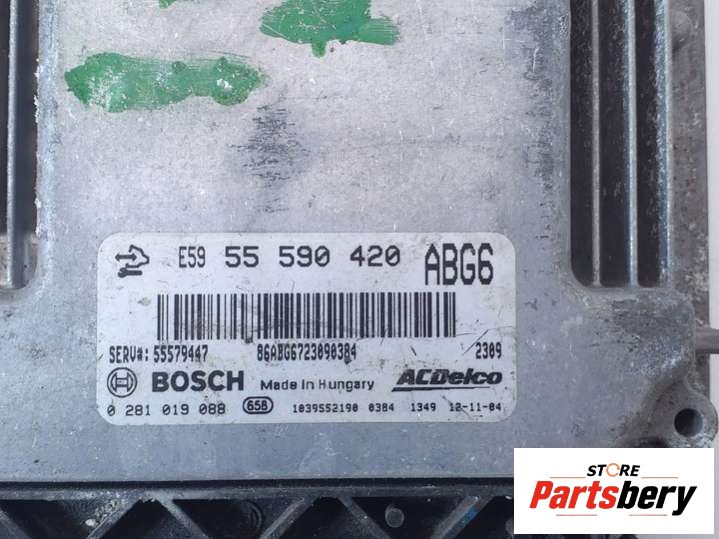 E59 55 590 420 ABG6
SERV#: 55579447 86ABG6723090384 2309
BOSCH Made in Hungary ACDelco
0 281 019 088 658 1039S52190 0384 1349 12-11-04
STORE
Partsbery